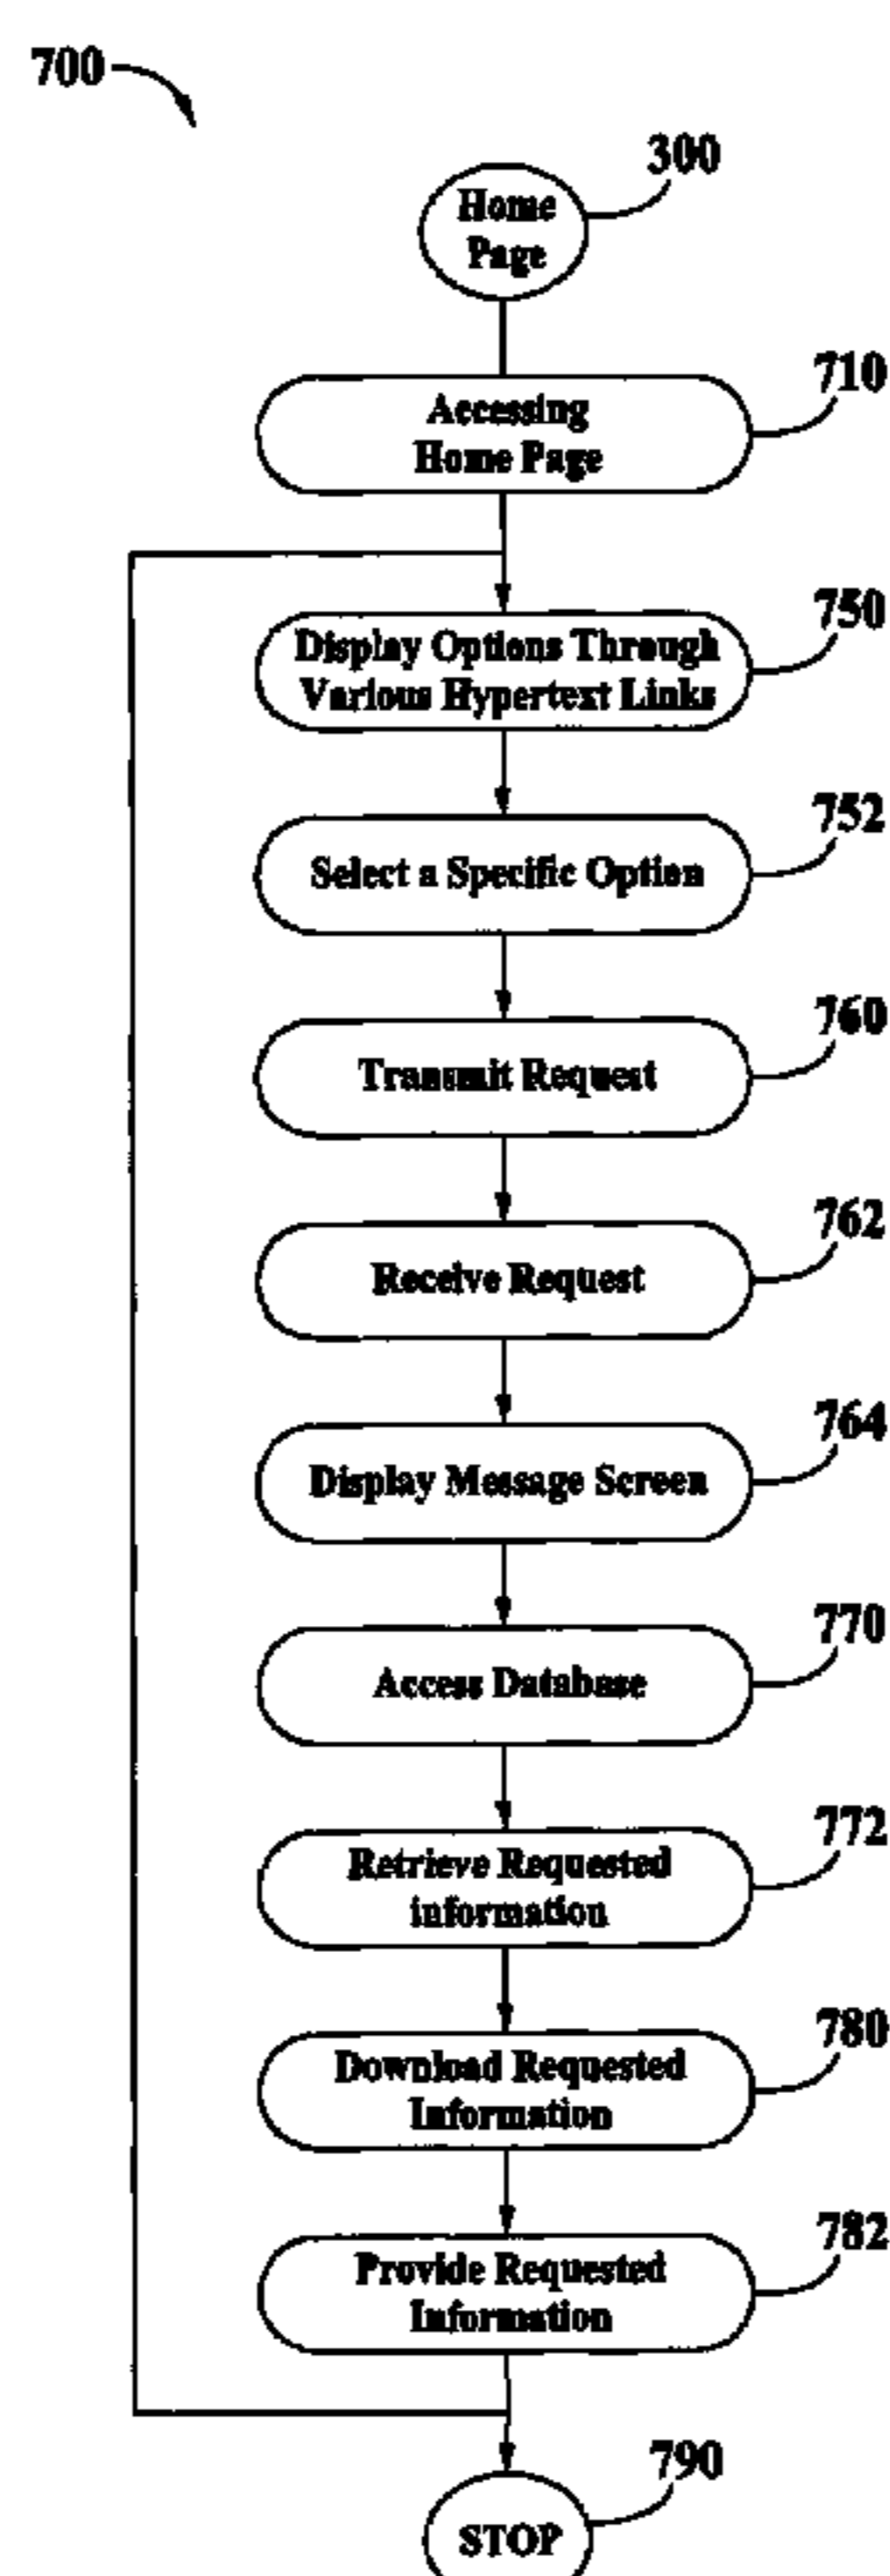 700
300
Home
Page
710
Accessing
Home Page
750
Display Options Through
Various Hypertext Links
752
Select a Specific Option
760
Transmit Request
762
Receive Request
764
Display Message Screen
770
Access Database
772
Retrieve Requested
information
780
Download Requested
Information
782
Provide Requested
Information
790
STOP